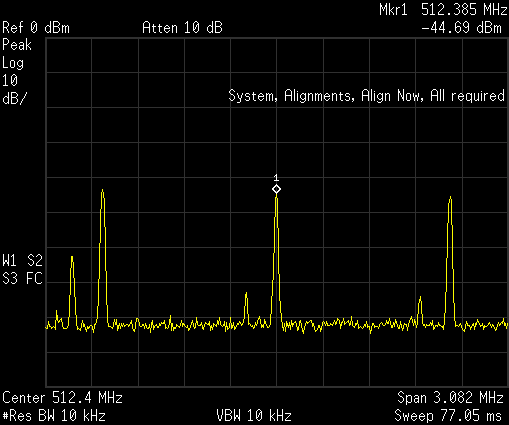 Mkr1 512.385 MHz
Ref 0 dBm Atten 10 dB -44.69 dBm
Peak
Log
10
dB/
System, Alignments, Align Now, All required
1
W1 S2
S3 FC
Center 512.4 MHz Span 3.082 MHz
#Res BW 10 kHz VBW 10 kHz Sweep 77.05 ms